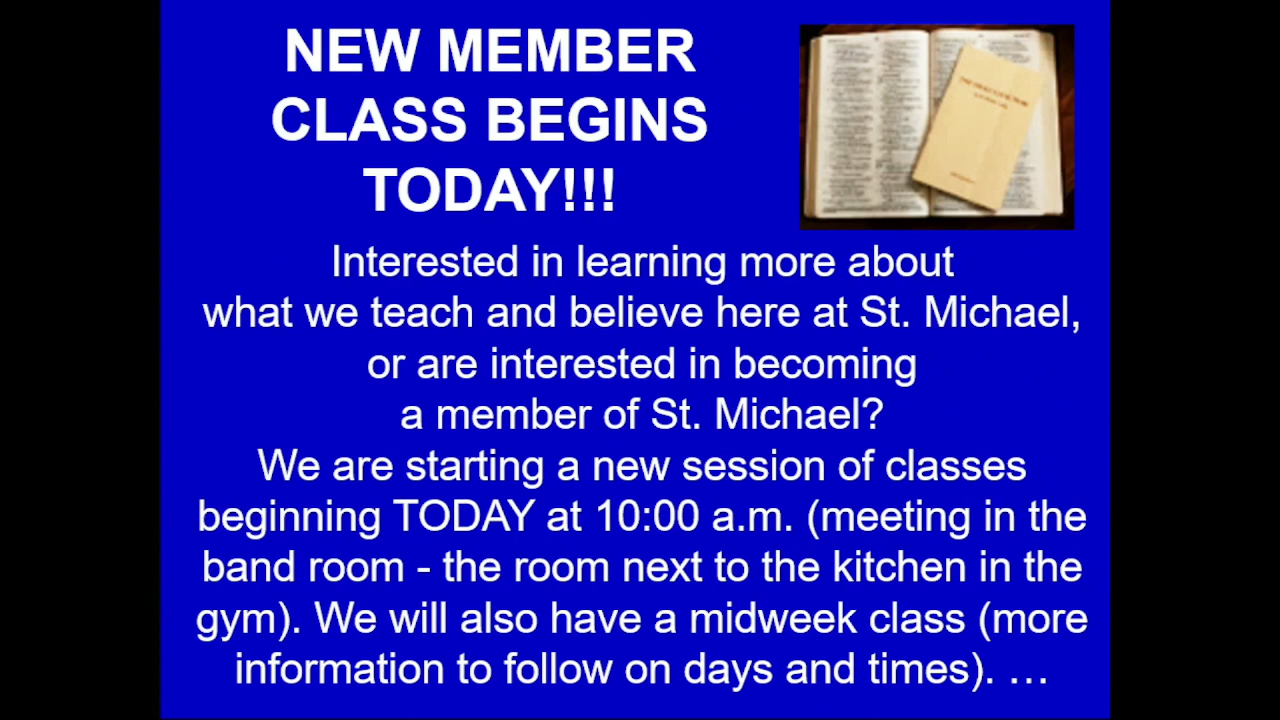 NEW MEMBER
CLASS BEGINS
TODAY!!!
Interested in learning more about
what we teach and believe here at St. Michael,
or are interested in becoming
a member of St. Michael?
We are starting a new session of classes
beginning TODAY at 10:00 a.m. (meeting in the
band room - the room next to the kitchen in the
gym). We will also have a midweek class (more
information to follow on days and times). …